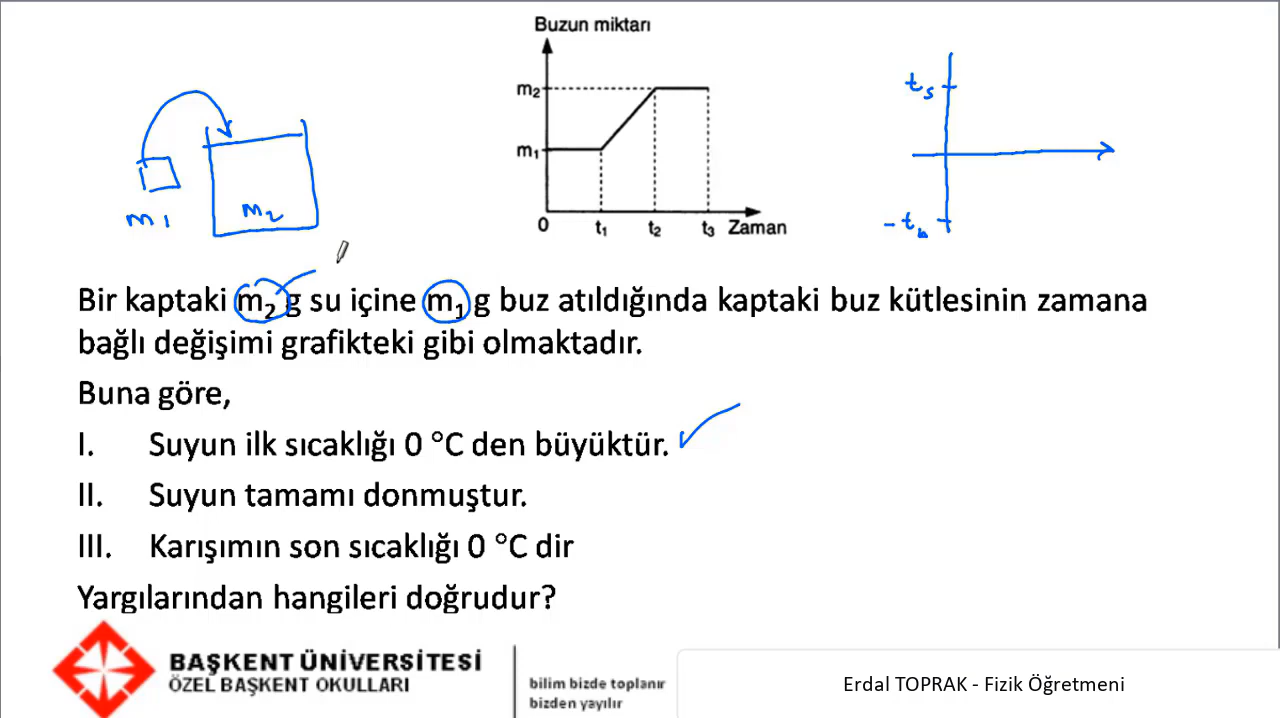 Buzun miktarı
m₂
m₁
0 t₁ t₂ t₃ Zaman
m₁
m₂
tₛ
-t_b
Bir kaptaki m₂ g su içine m₁ g buz atıldığında kaptaki buz kütlesinin zamana
bağlı değişimi grafikteki gibi olmaktadır.
Buna göre,
I. Suyun ilk sıcaklığı 0 °C den büyüktür.
II. Suyun tamamı donmuştur.
III. Karışımın son sıcaklığı 0 °C dir
Yargılarından hangileri doğrudur?
BAŞKENT ÜNİVERSİTESİ
ÖZEL BAŞKENT OKULLARI
bilim bizde toplanır
bizden yayılır
Erdal TOPRAK - Fizik Öğretmeni